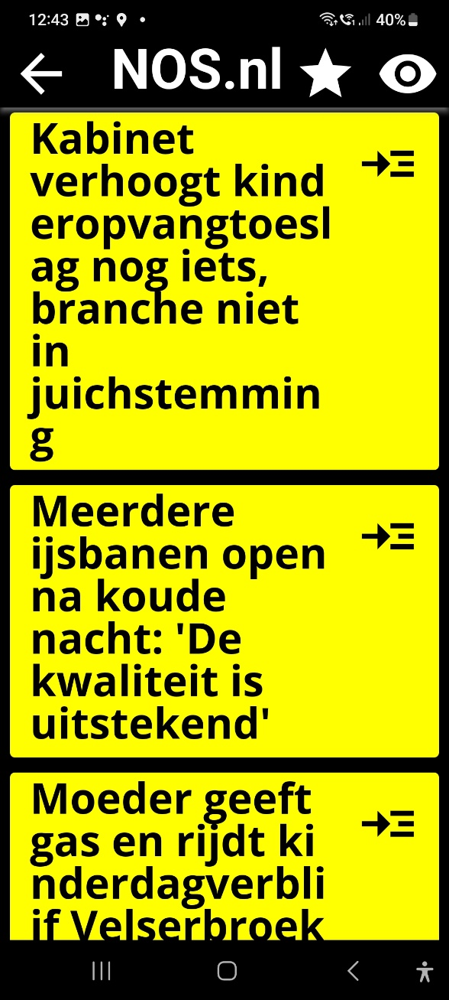 12:43
40%
NOS.nl
Kabinet
verhoogt kind
eropvangtoesl
ag nog iets,
branche niet
in
juichstemmin
g
Meerdere
ijsbanen open
na koude
nacht: 'De
kwaliteit is
uitstekend'
Moeder geeft
gas en rijdt ki
nderdagverbli
jf Velserbroek